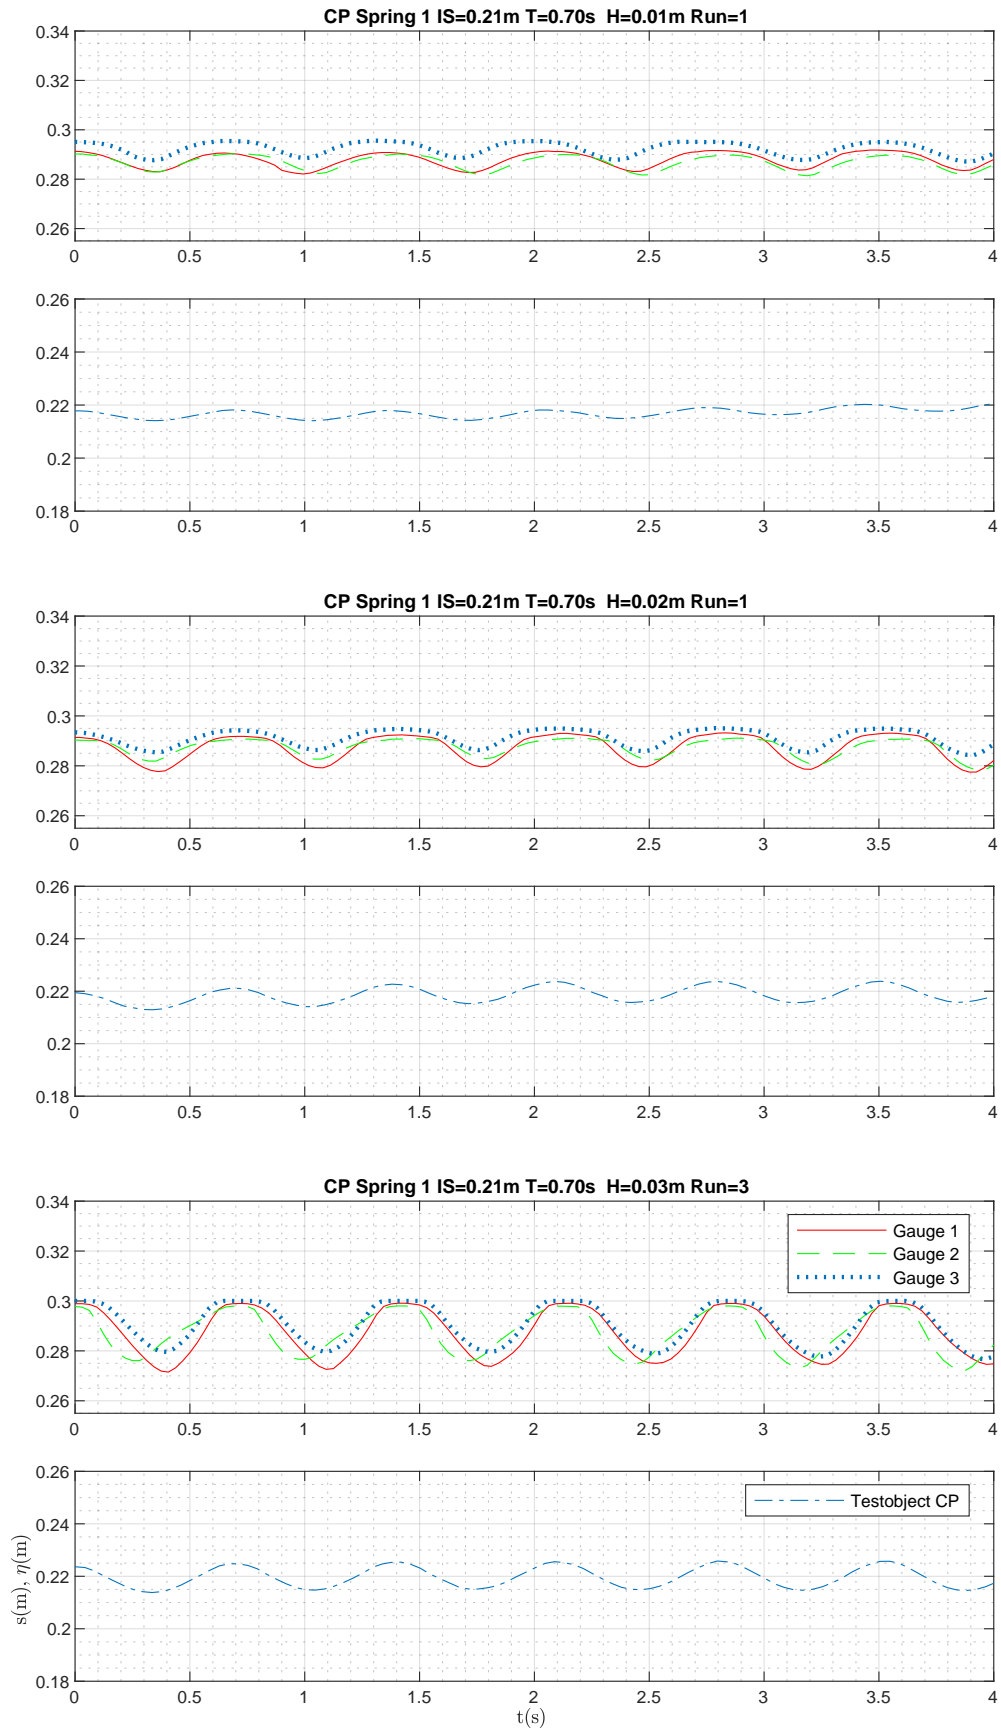 CP Spring 1 IS=0.21m T=0.70s  H=0.01m Run=1
0.34
0.32
0.3
0.28
0.26
0 0.5 1 1.5 2 2.5 3 3.5 4
0.26
0.24
0.22
0.2
0.18
0 0.5 1 1.5 2 2.5 3 3.5 4
CP Spring 1 IS=0.21m T=0.70s  H=0.02m Run=1
0.34
0.32
0.3
0.28
0.26
0 0.5 1 1.5 2 2.5 3 3.5 4
0.26
0.24
0.22
0.2
0.18
0 0.5 1 1.5 2 2.5 3 3.5 4
CP Spring 1 IS=0.21m T=0.70s  H=0.03m Run=3
0.34
0.32
0.3
0.28
0.26
Gauge 1
Gauge 2
Gauge 3
0 0.5 1 1.5 2 2.5 3 3.5 4
0.26
0.24
0.22
0.2
0.18
Testobject CP
s(m), η(m)
0 0.5 1 1.5 2 2.5 3 3.5 4
t(s)